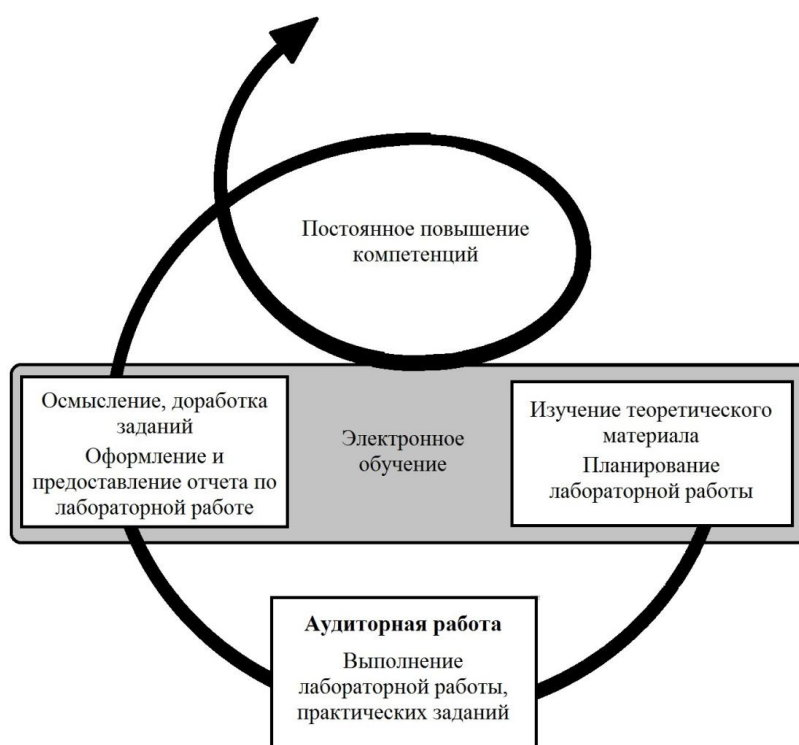 Постоянное повышение
компетенций
Осмысление, доработка
заданий
Оформление и
предоставление отчета по
лабораторной работе
Электронное
обучение
Изучение теоретического
материала
Планирование
лабораторной работы
Аудиторная работа
Выполнение
лабораторной работы,
практических заданий